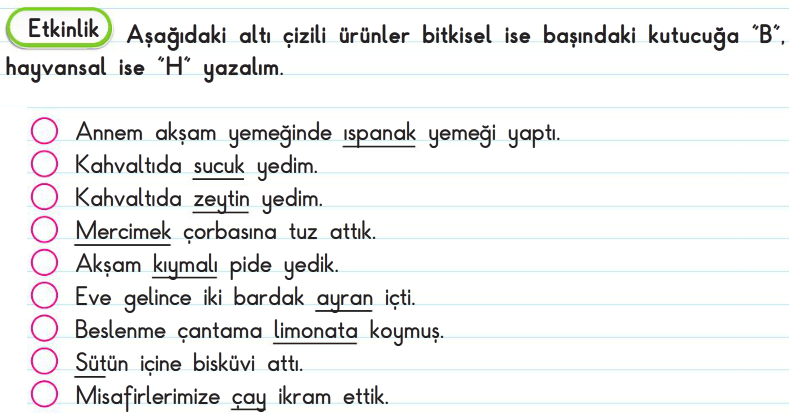 Etkinlik Aşağıdaki altı çizili ürünler bitkisel ise başındaki kutucuğa "B",
hayvansal ise "H" yazalım.
Annem akşam yemeğinde ıspanak yemeği yaptı.
Kahvaltıda sucuk yedim.
Kahvaltıda zeytin yedim.
Mercimek çorbasına tuz attık.
Akşam kıymalı pide yedik.
Eve gelince iki bardak ayran içti.
Beslenme çantama limonata koymuş.
Sütün içine bisküvi attı.
Misafirlerimize çay ikram ettik.